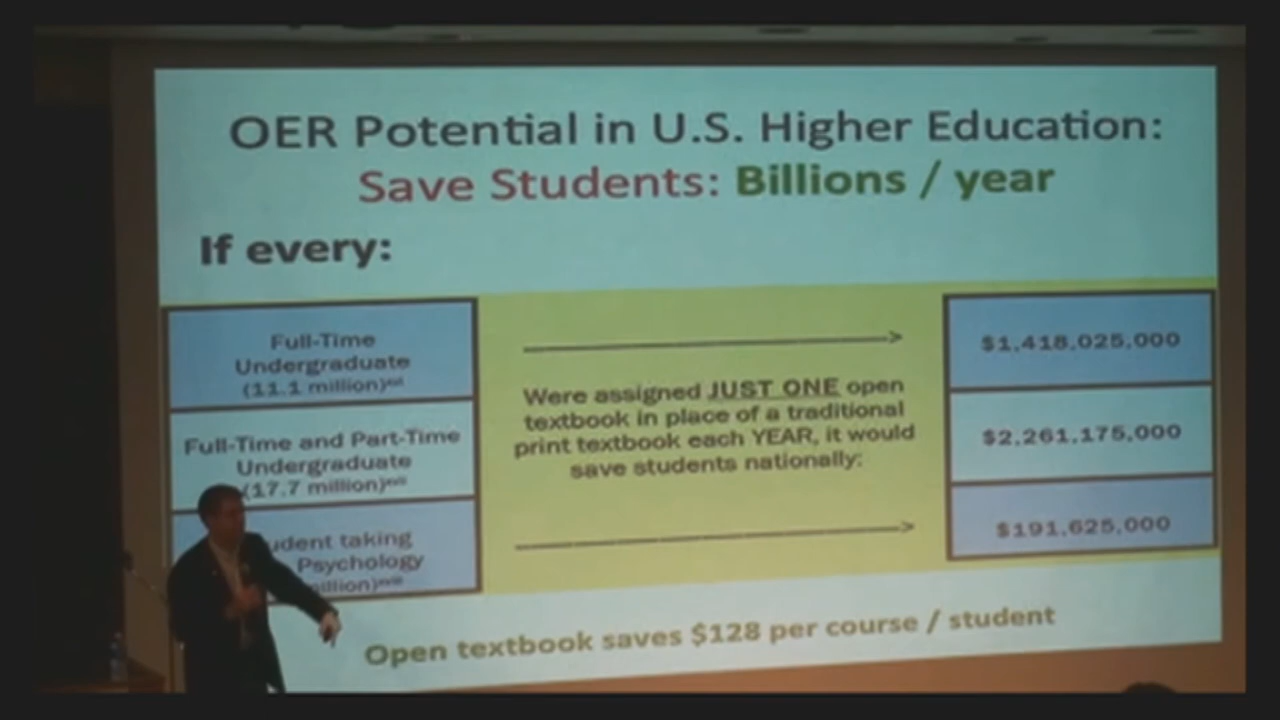 OER Potential in U.S. Higher Education:
Save Students: Billions / year
If every:
Full-Time
Undergraduate
(11.1 million)
$1,418,025,000
Were assigned JUST ONE open
textbook in place of a traditional
print textbook each YEAR, it would
save students nationally:
Full-Time and Part-Time
Undergraduate
(17.7 million)
$2,261,175,000
taking
Psychology
$191,625,000
Open textbook saves $128 per course / student